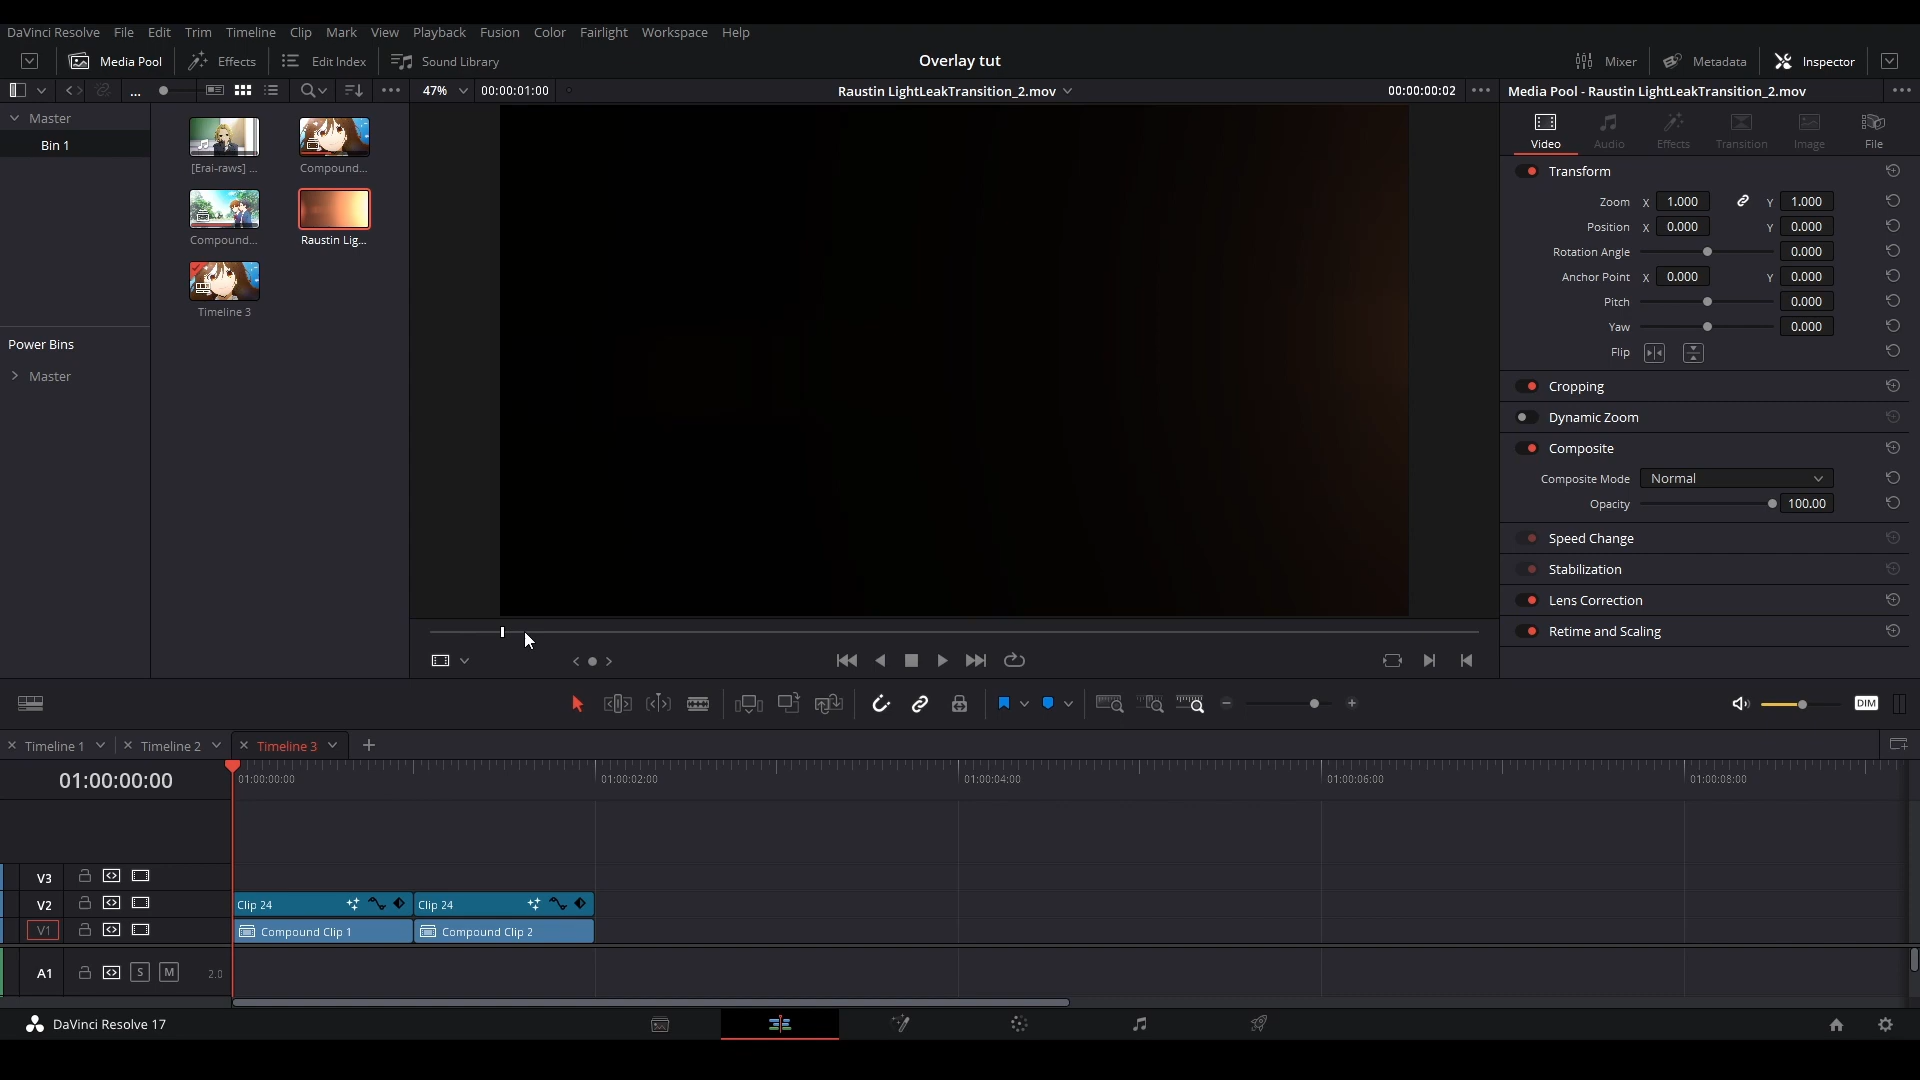 DaVinci Resolve File Edit Trim Timeline Clip Mark View Playback Fusion Color Fairlight Workspace Help
Media Pool Effects Edit Index Sound Library Overlay tut Mixer Metadata Inspector
... 47% 00:00:01:00 Raustin LightLeakTransition_2.mov 00:00:00:02 Media Pool - Raustin LightLeakTransition_2.mov
Master
Bin 1
[Erai-raws] ... Compound...
Compound... Raustin Lig...
Timeline 3
Power Bins
Master
Video Audio Effects Transition Image File
Transform
Zoom X 1.000 Y 1.000
Position X 0.000 Y 0.000
Rotation Angle 0.000
Anchor Point X 0.000 Y 0.000
Pitch 0.000
Yaw 0.000
Flip
Cropping
Dynamic Zoom
Composite
Composite Mode Normal
Opacity 100.00
Speed Change
Stabilization
Lens Correction
Retime and Scaling
DIM
Timeline 1 Timeline 2 Timeline 3
01:00:00:00 01:00:00:00 01:00:02:00 01:00:04:00 01:00:06:00 01:00:08:00
V3
V2 Clip 24 Clip 24
V1 Compound Clip 1 Compound Clip 2
A1 S M 2.0
DaVinci Resolve 17